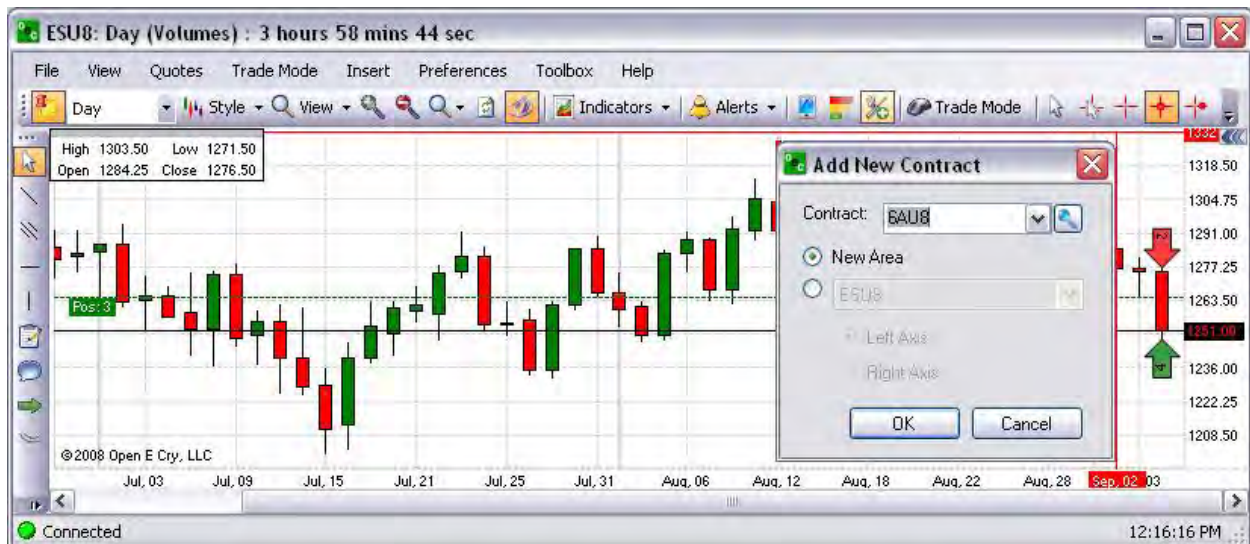 ESU8: Day (Volumes) : 3 hours 58 mins 44 sec
File View Quotes Trade Mode Insert Preferences Toolbox Help
Day Style View Indicators Alerts Trade Mode
High 1303.50 Low 1271.50
Open 1284.25 Close 1276.50
1332
1318.50
1304.75
1291.00
1277.25
1263.50
1251.00
1236.00
1222.25
1208.50
Add New Contract
Contract: 6AU8
New Area
ESU8
Left Axis
Right Axis
OK Cancel
Pos: 3
2
4
©2008 Open E Cry, LLC
Jul, 03 Jul, 09 Jul, 15 Jul, 21 Jul, 25 Jul, 31 Aug, 06 Aug, 12 Aug, 18 Aug, 22 Aug, 28 Sep, 02 03
Connected 12:16:16 PM